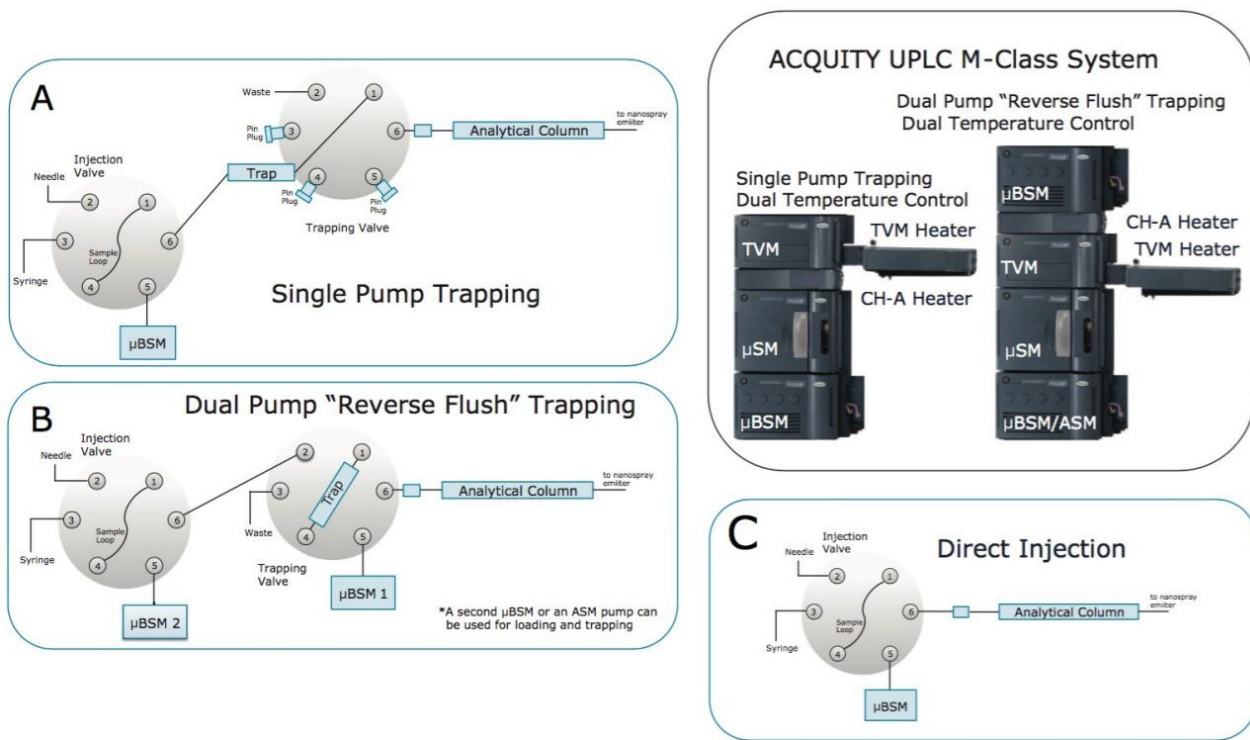 A
Waste
2
1
Pin
Plug
3
6
Analytical Column
to nanospray
emiiter
Trap
4
5
Pin
Plug
Pin
Plug
Trapping Valve
Injection
Valve
Needle
2
1
3
Sample
Loop
6
Syringe
4
5
µBSM
Single Pump Trapping
B
Dual Pump “Reverse Flush” Trapping
Injection
Valve
Needle
2
1
3
Sample
Loop
6
Syringe
4
5
µBSM 2
2
1
3
Trap
6
Waste
4
5
Trapping
Valve
µBSM 1
Analytical Column
to nanospray
emiiter
*A second µBSM or an ASM pump can
be used for loading and trapping
ACQUITY UPLC M-Class System
Dual Pump “Reverse Flush” Trapping
Dual Temperature Control
Single Pump Trapping
Dual Temperature Control
TVM
TVM Heater
CH-A Heater
µSM
µBSM
µBSM
CH-A Heater
TVM Heater
TVM
µSM
µBSM/ASM
C
Direct Injection
Injection
Valve
Needle
2
1
3
Sample
Loop
6
Syringe
4
5
µBSM
Analytical Column
to nanospray
emiiter